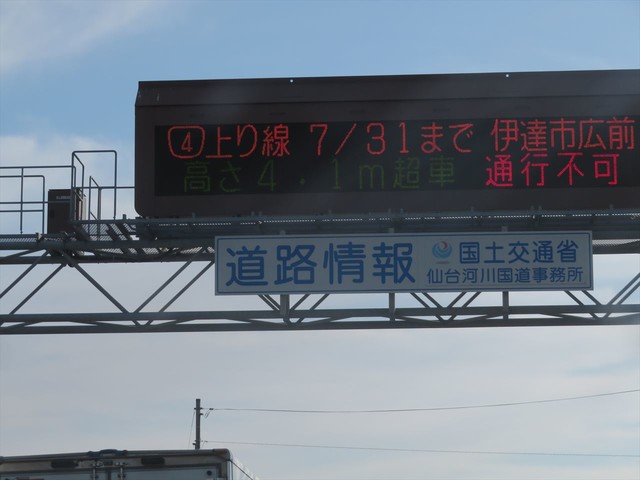 ④上り線 7/31まで 伊達市広前
高さ4.1m超車 通行不可
道路情報 国土交通省
仙台河川国道事務所